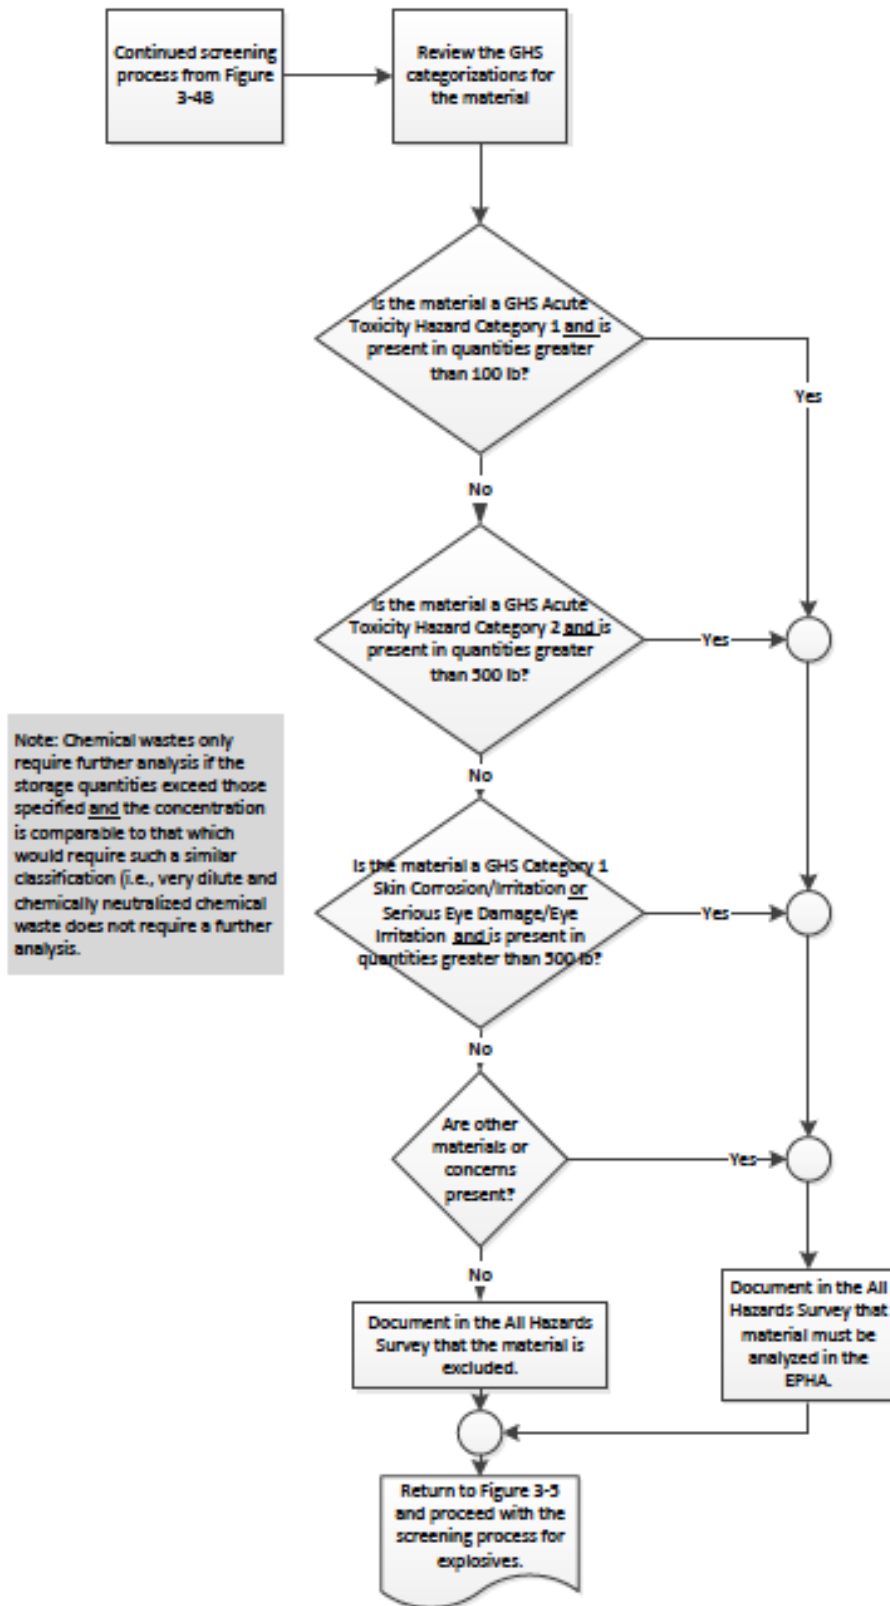 Continued screening
process from Figure
3-4B
Review the GHS
categorizations for
the material
Is the material a GHS Acute
Toxicity Hazard Category 1 and is
present in quantities greater
than 100 lb?
Yes
No
Is the material a GHS Acute
Toxicity Hazard Category 2 and is
present in quantities greater
than 500 lb?
Yes
No
Note: Chemical wastes only
require further analysis if the
storage quantities exceed those
specified and the concentration
is comparable to that which
would require such a similar
classification (i.e., very dilute and
chemically neutralized chemical
waste does not require a further
analysis.
Is the material a GHS Category 1
Skin Corrosion/Irritation or
Serious Eye Damage/Eye
Irritation and is present in
quantities greater than 500 lb?
Yes
No
Are other
materials or
concerns
present?
Yes
No
Document in the All Hazards
Survey that the material is
excluded.
Document in the All
Hazards Survey that
material must be
analyzed in the
EPHA.
Return to Figure 3-5
and proceed with the
screening process for
explosives.